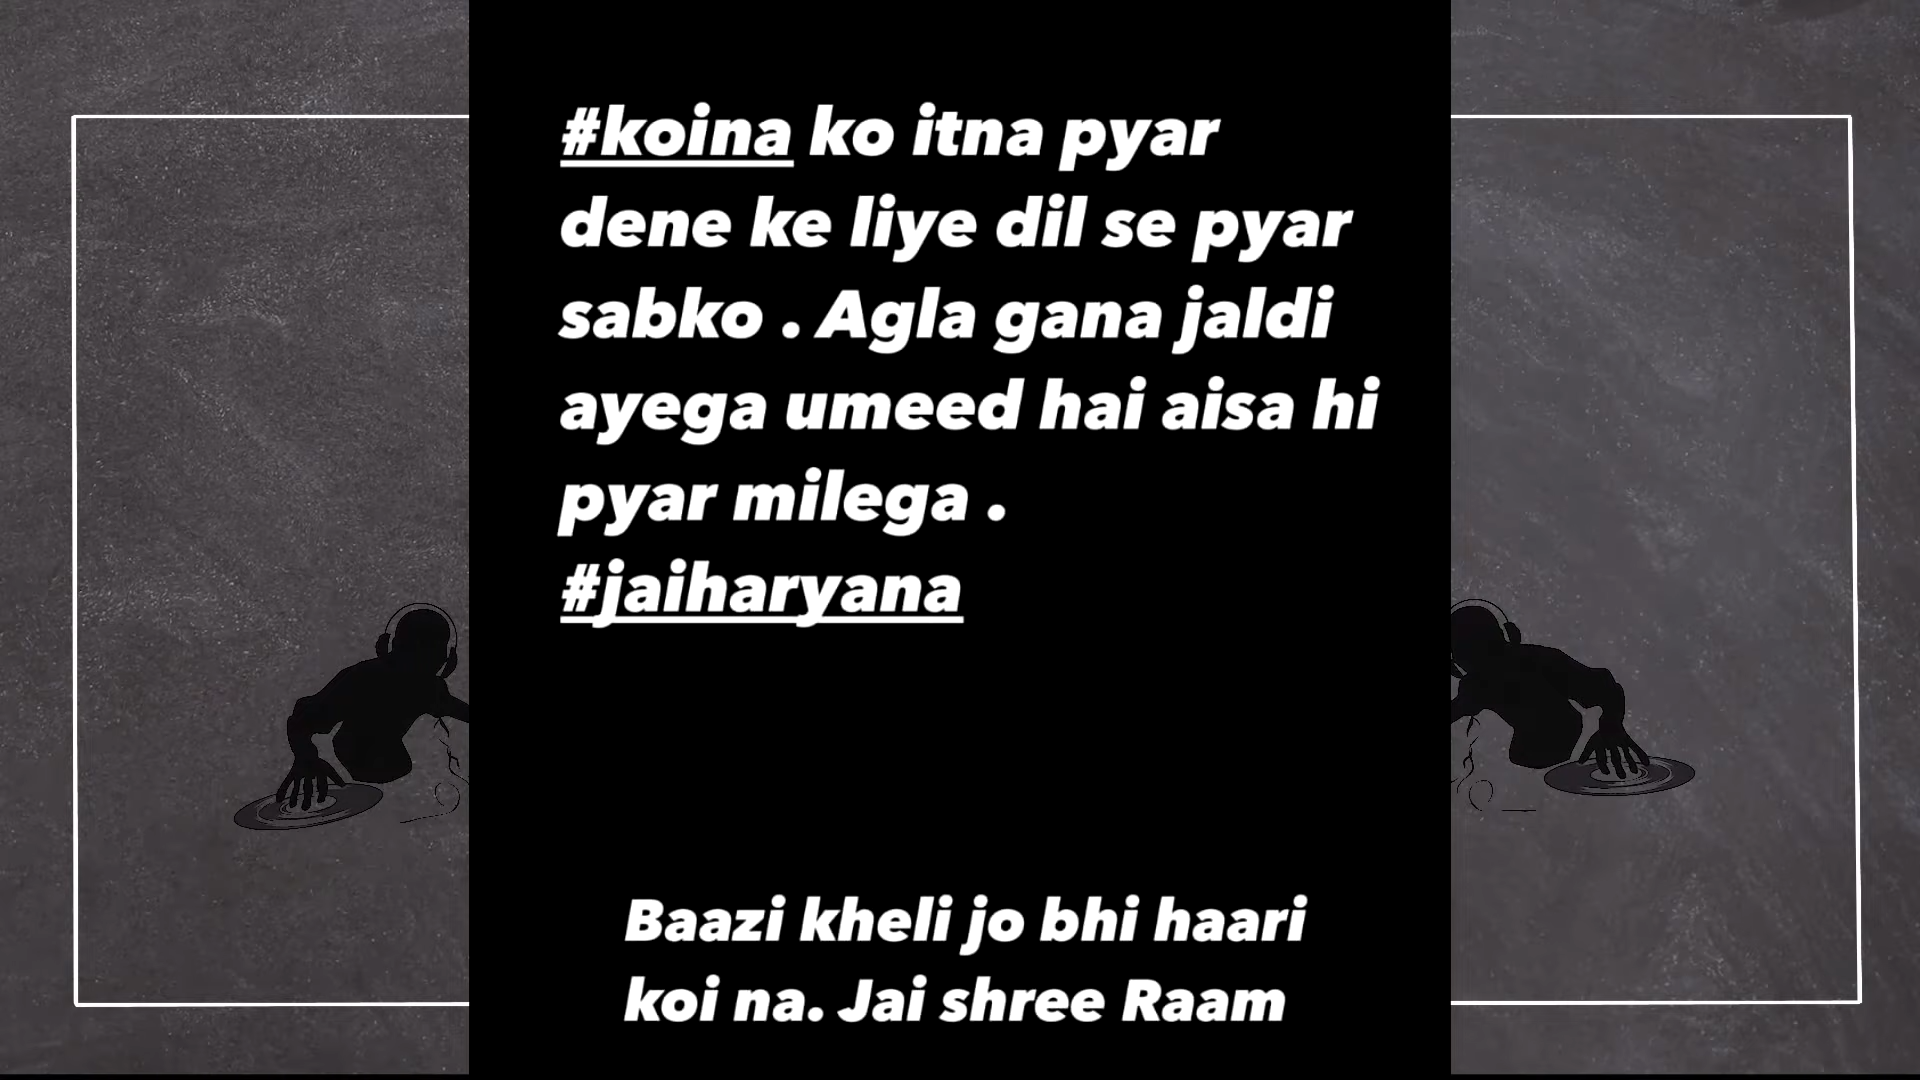 #koina ko itna pyar
dene ke liye dil se pyar
sabko . Agla gana jaldi
ayega umeed hai aisa hi
pyar milega .
#jaiharyana
Baazi kheli jo bhi haari
koi na. Jai shree Raam